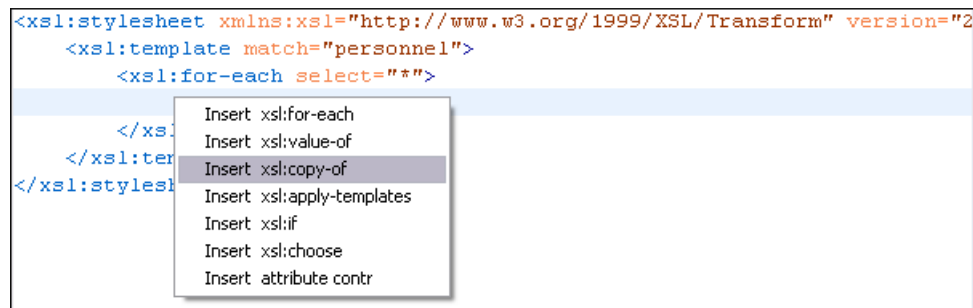 <xsl:stylesheet xmlns:xsl="http://www.w3.org/1999/XSL/Transform" version="2
<xsl:template match="personnel">
<xsl:for-each select="*">
</xsl
</xsl:ter
</xsl:styles
Insert xsl:for-each
Insert xsl:value-of
Insert xsl:copy-of
Insert xsl:apply-templates
Insert xsl:if
Insert xsl:choose
Insert attribute contr